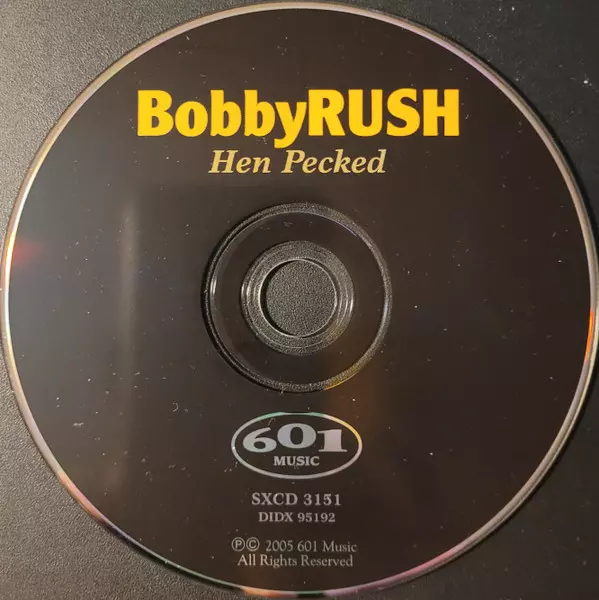 BobbyRUSH
Hen Pecked
601
MUSIC
SXCD 3151
DIDX 95192
Ⓟ© 2005 601 Music
All Rights Reserved